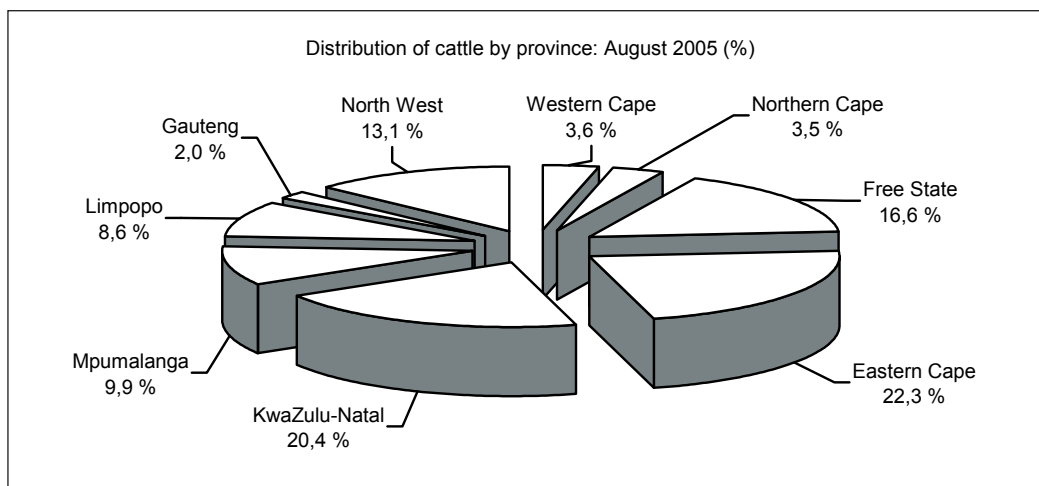 Distribution of cattle by province: August 2005 (%)
North West
13,1 %
Western Cape
3,6 %
Northern Cape
3,5 %
Gauteng
2,0 %
Free State
16,6 %
Limpopo
8,6 %
Mpumalanga
9,9 %
Eastern Cape
22,3 %
KwaZulu-Natal
20,4 %